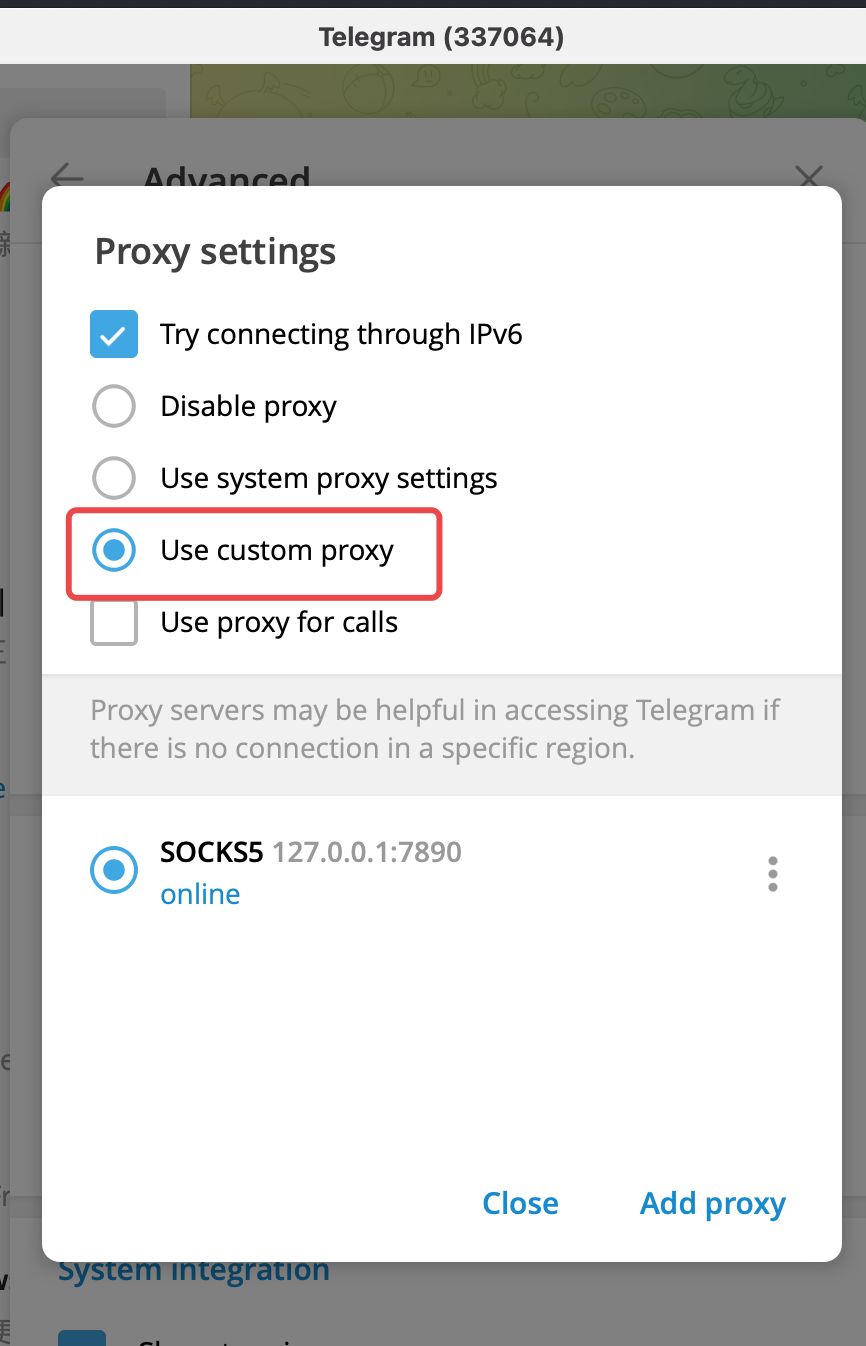 Telegram (337064)
Advanced
Proxy settings
Try connecting through IPv6
Disable proxy
Use system proxy settings
Use custom proxy
Use proxy for calls
Proxy servers may be helpful in accessing Telegram if
there is no connection in a specific region.
SOCKS5 127.0.0.1:7890
online
Close
Add proxy
System integration